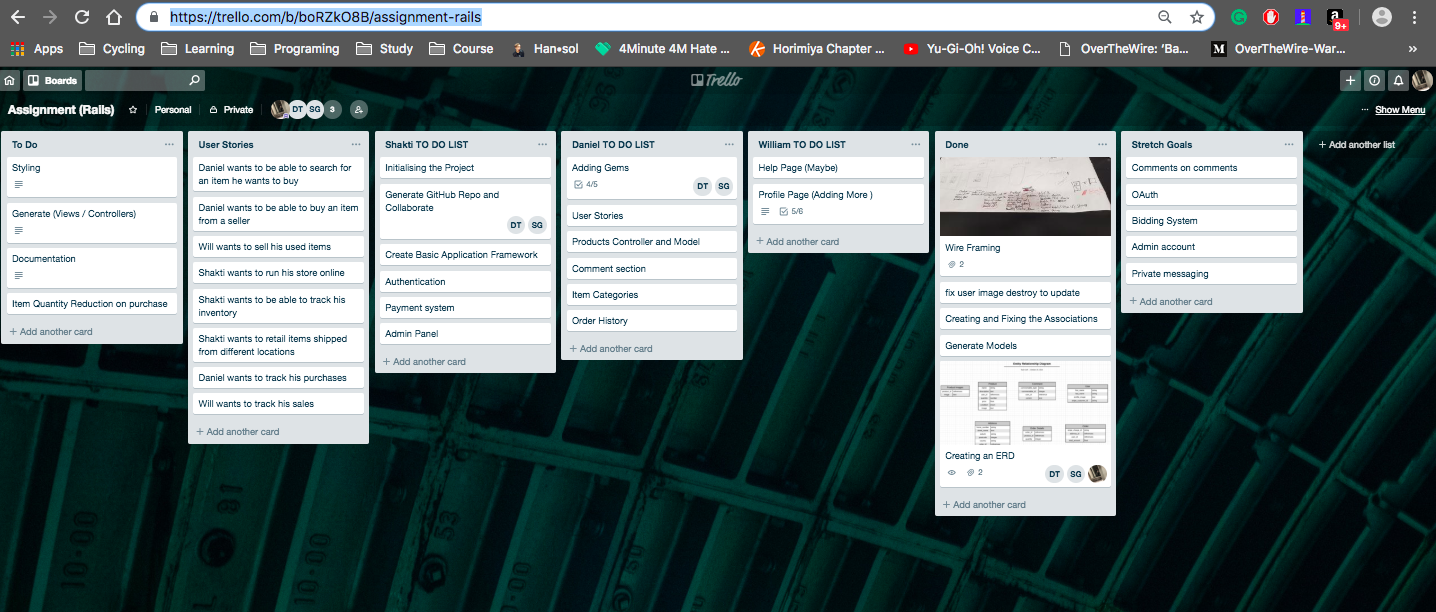 https://trello.com/b/boRZkO8B/assignment-rails
9+
Apps
Cycling
Learning
Programing
Study
Course
Han•sol
4Minute 4M Hate ...
Horimiya Chapter ...
Yu-Gi-Oh! Voice C...
OverTheWire: 'Ba...
OverTheWire-War...
»
Boards
Trello
Assignment (Rails)
Personal
Private
DT
SG
3
Show Menu
To Do
Styling
Generate (Views / Controllers)
Documentation
Item Quantity Reduction on purchase
+ Add another card
User Stories
Daniel wants to be able to search for
an item he wants to buy
Daniel wants to be able to buy an item
from a seller
Will wants to sell his used items
Shakti wants to run his store online
Shakti wants to be able to track his
inventory
Shakti wants to retail items shipped
from different locations
Daniel wants to track his purchases
Will wants to track his sales
+ Add another card
Shakti TO DO LIST
Initialising the Project
Generate GitHub Repo and
Collaborate
DT
SG
Create Basic Application Framework
Authentication
Payment system
Admin Panel
+ Add another card
Daniel TO DO LIST
Adding Gems
4/5
DT
SG
User Stories
Products Controller and Model
Comment section
Item Categories
Order History
+ Add another card
William TO DO LIST
Help Page (Maybe)
Profile Page (Adding More )
5/6
+ Add another card
Done
Wire Framing
2
fix user image destroy to update
Creating and Fixing the Associations
Generate Models
Creating an ERD
2
DT
SG
+ Add another card
Stretch Goals
Comments on comments
OAuth
Bidding System
Admin account
Private messaging
+ Add another card
+ Add another list